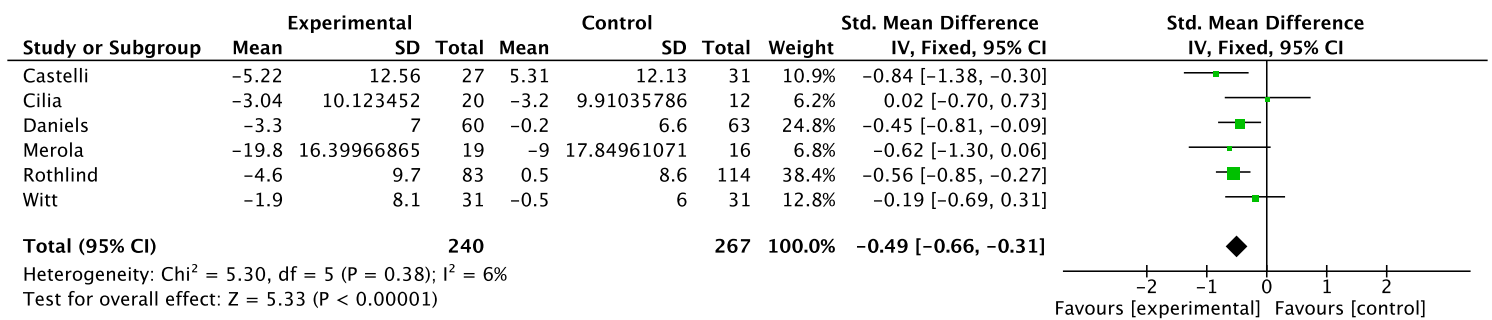 Experimental Control Std. Mean Difference Std. Mean Difference
Study or Subgroup Mean SD Total Mean SD Total Weight IV, Fixed, 95% CI IV, Fixed, 95% CI
Castelli −5.22 12.56 27 5.31 12.13 31 10.9% −0.84 [−1.38, −0.30]
Cilia −3.04 10.123452 20 −3.2 9.91035786 12 6.2% 0.02 [−0.70, 0.73]
Daniels −3.3 7 60 −0.2 6.6 63 24.8% −0.45 [−0.81, −0.09]
Merola −19.8 16.39966865 19 −9 17.84961071 16 6.8% −0.62 [−1.30, 0.06]
Rothlind −4.6 9.7 83 0.5 8.6 114 38.4% −0.56 [−0.85, −0.27]
Witt −1.9 8.1 31 −0.5 6 31 12.8% −0.19 [−0.69, 0.31]
Total (95% CI) 240 267 100.0% −0.49 [−0.66, −0.31]
Heterogeneity: Chi² = 5.30, df = 5 (P = 0.38); I² = 6%
Test for overall effect: Z = 5.33 (P < 0.00001)
−2 −1 0 1 2
Favours [experimental] Favours [control]